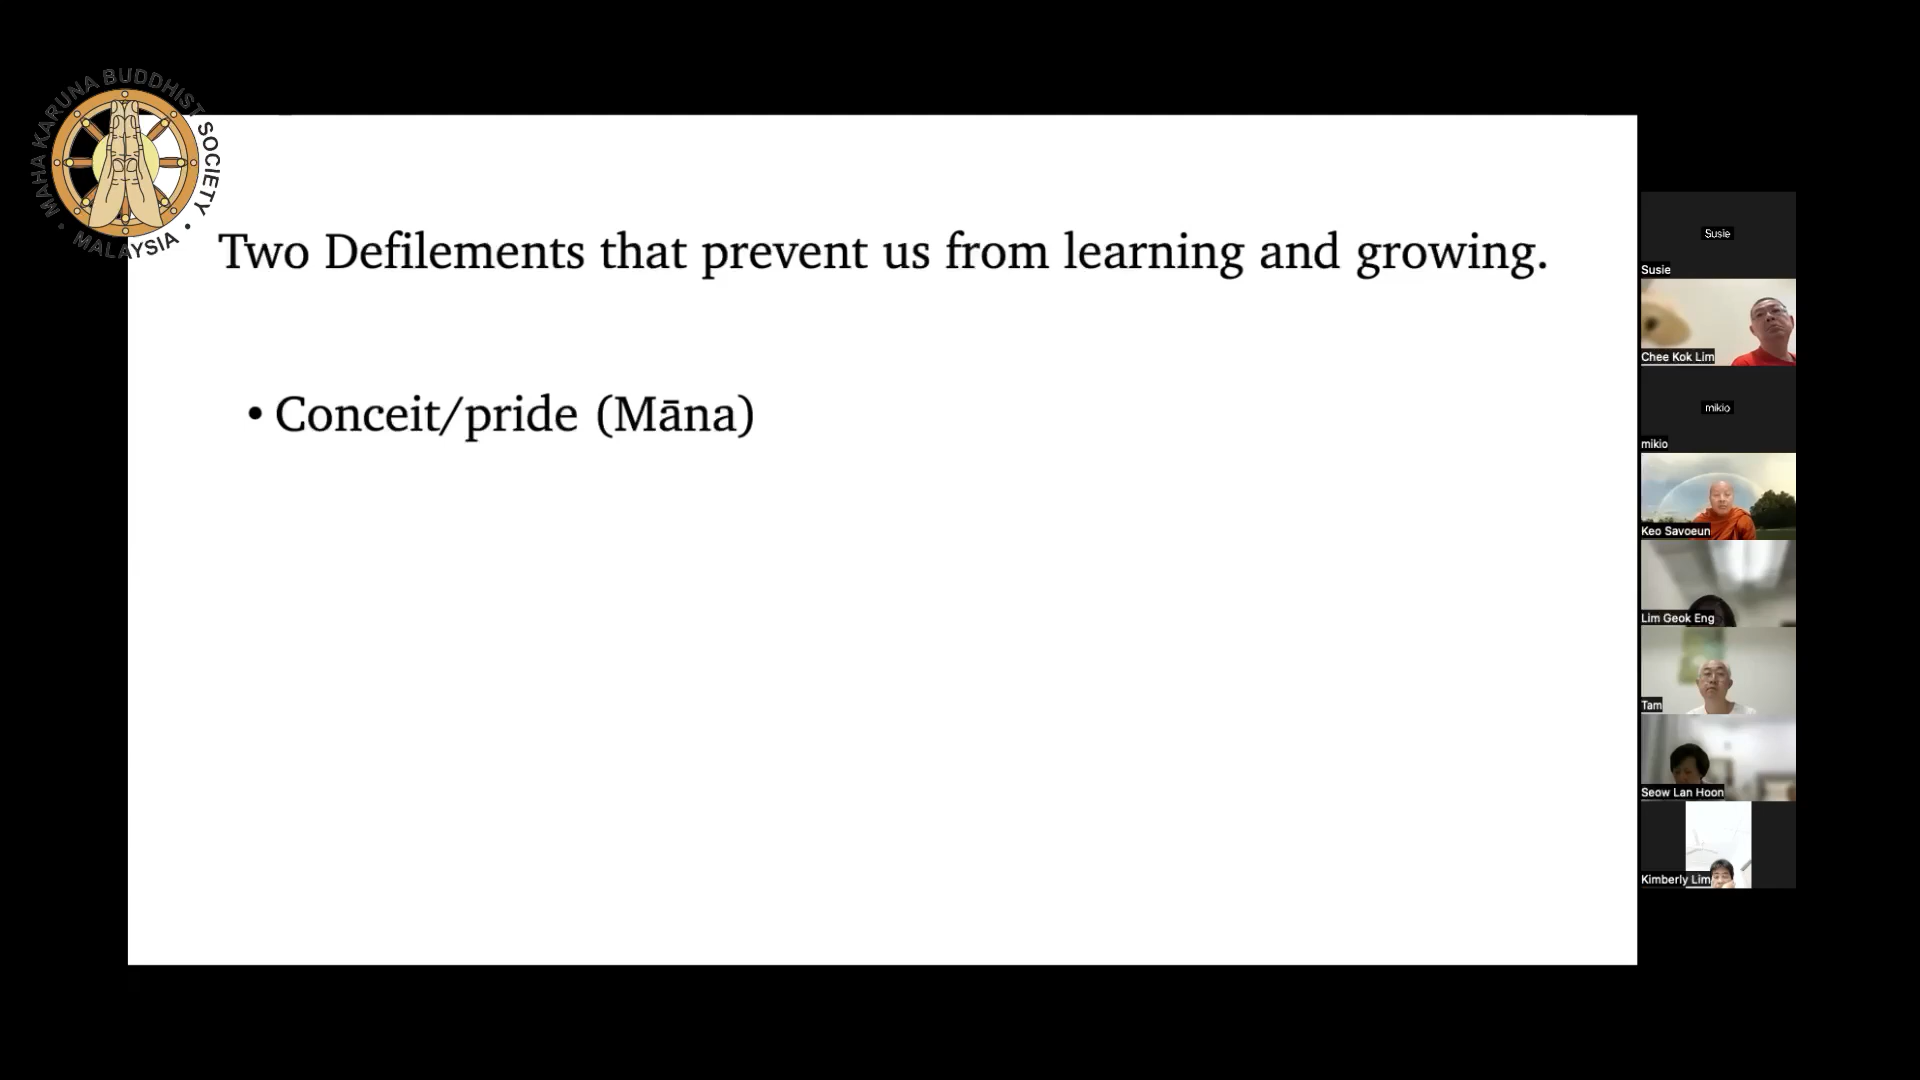 MAHA KARUNA BUDDHIST SOCIETY
• MALAYSIA •
Two Defilements that prevent us from learning and growing.
• Conceit/pride (Māna)
Susie
Susie
Chee Kok Lim
mikio
mikio
Keo Savoeun
Lim Geok Eng
Tam
Seow Lan Hoon
Kimberly Lim